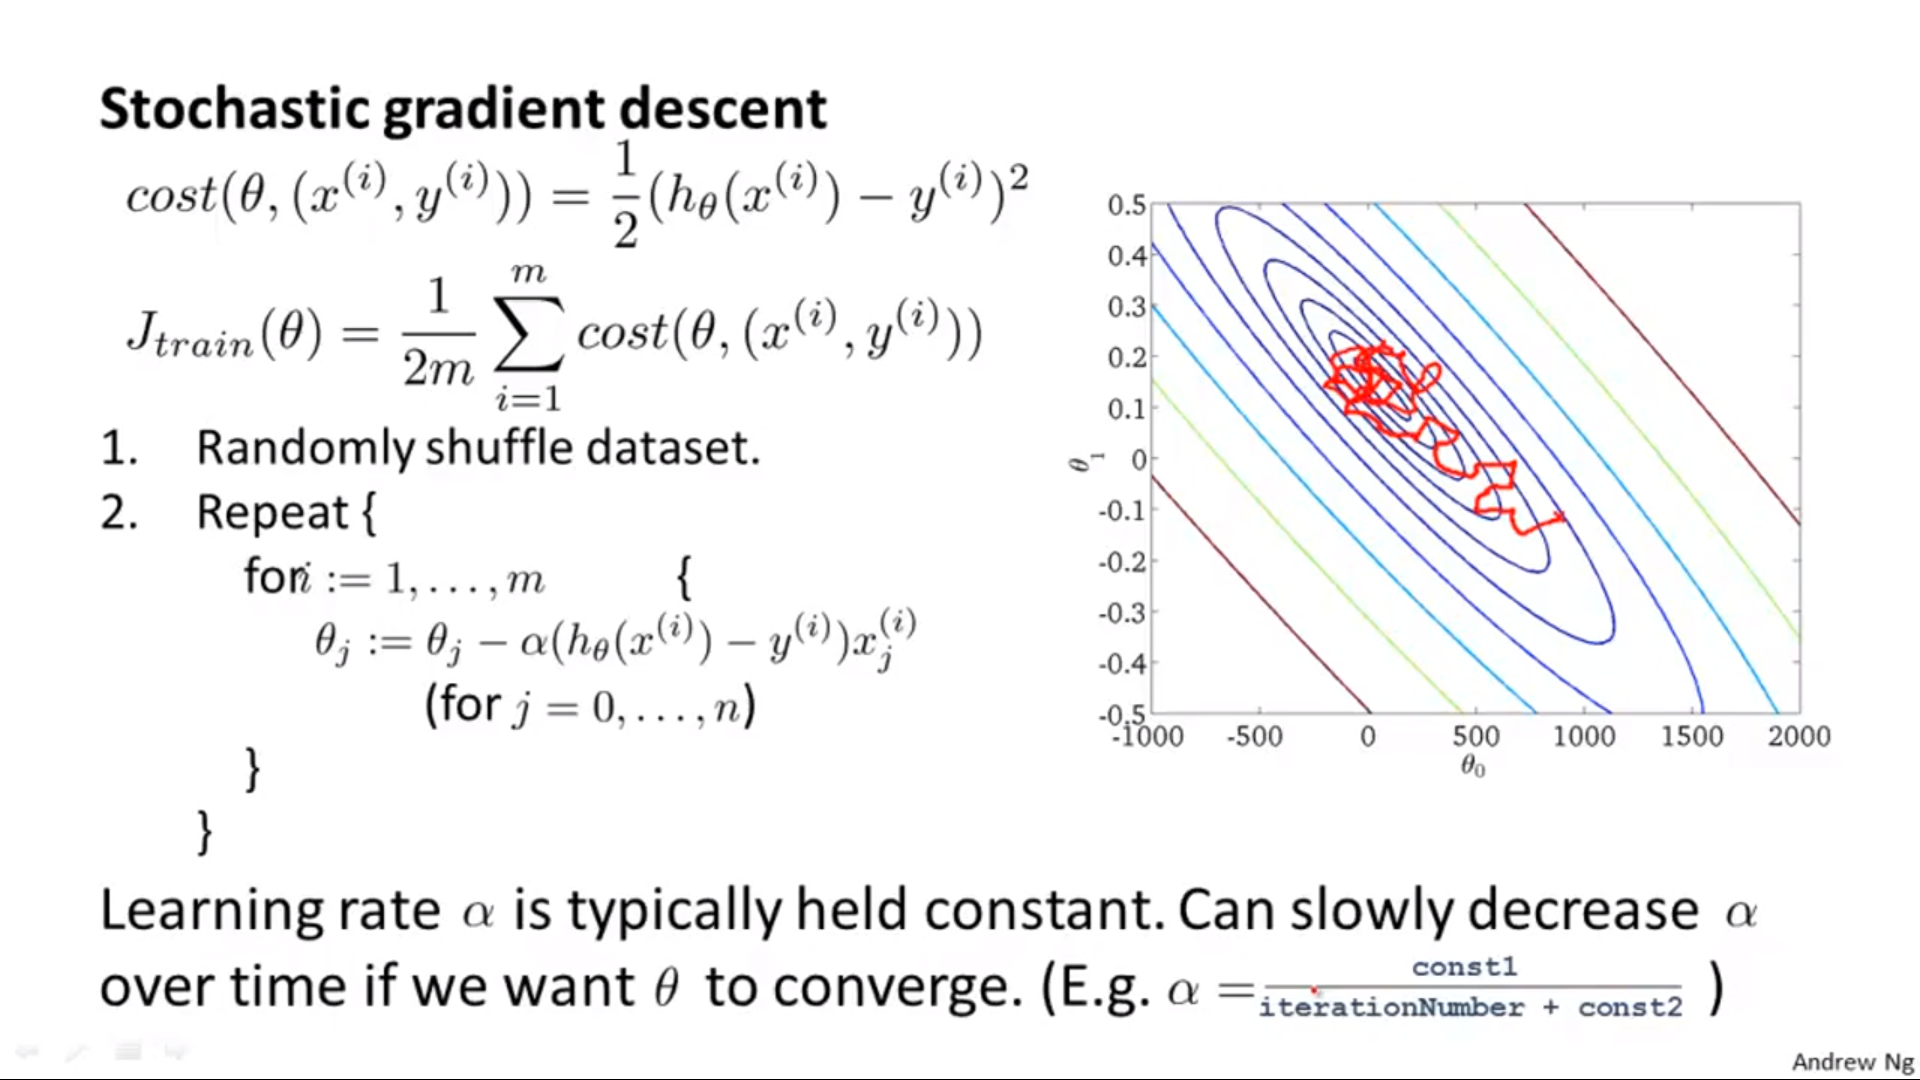 Stochastic gradient descent
cost(θ, (x^(i), y^(i))) = 1/2 (h_θ(x^(i)) − y^(i))^2
J_train(θ) = 1/2m ∑_{i=1}^{m} cost(θ, (x^(i), y^(i)))
1. Randomly shuffle dataset.
2. Repeat {
for i := 1, . . . , m {
θ_j := θ_j − α(h_θ(x^(i)) − y^(i))x_j^(i)
(for j = 0, . . . , n)
}
}
0.5
0.4
0.3
0.2
0.1
0
-0.1
-0.2
-0.3
-0.4
-0.5
θ_1
-1000 -500 0 500 1000 1500 2000
θ_0
Learning rate α is typically held constant. Can slowly decrease α
over time if we want θ to converge. (E.g. α = const1 / iterationNumber + const2 )
Andrew Ng